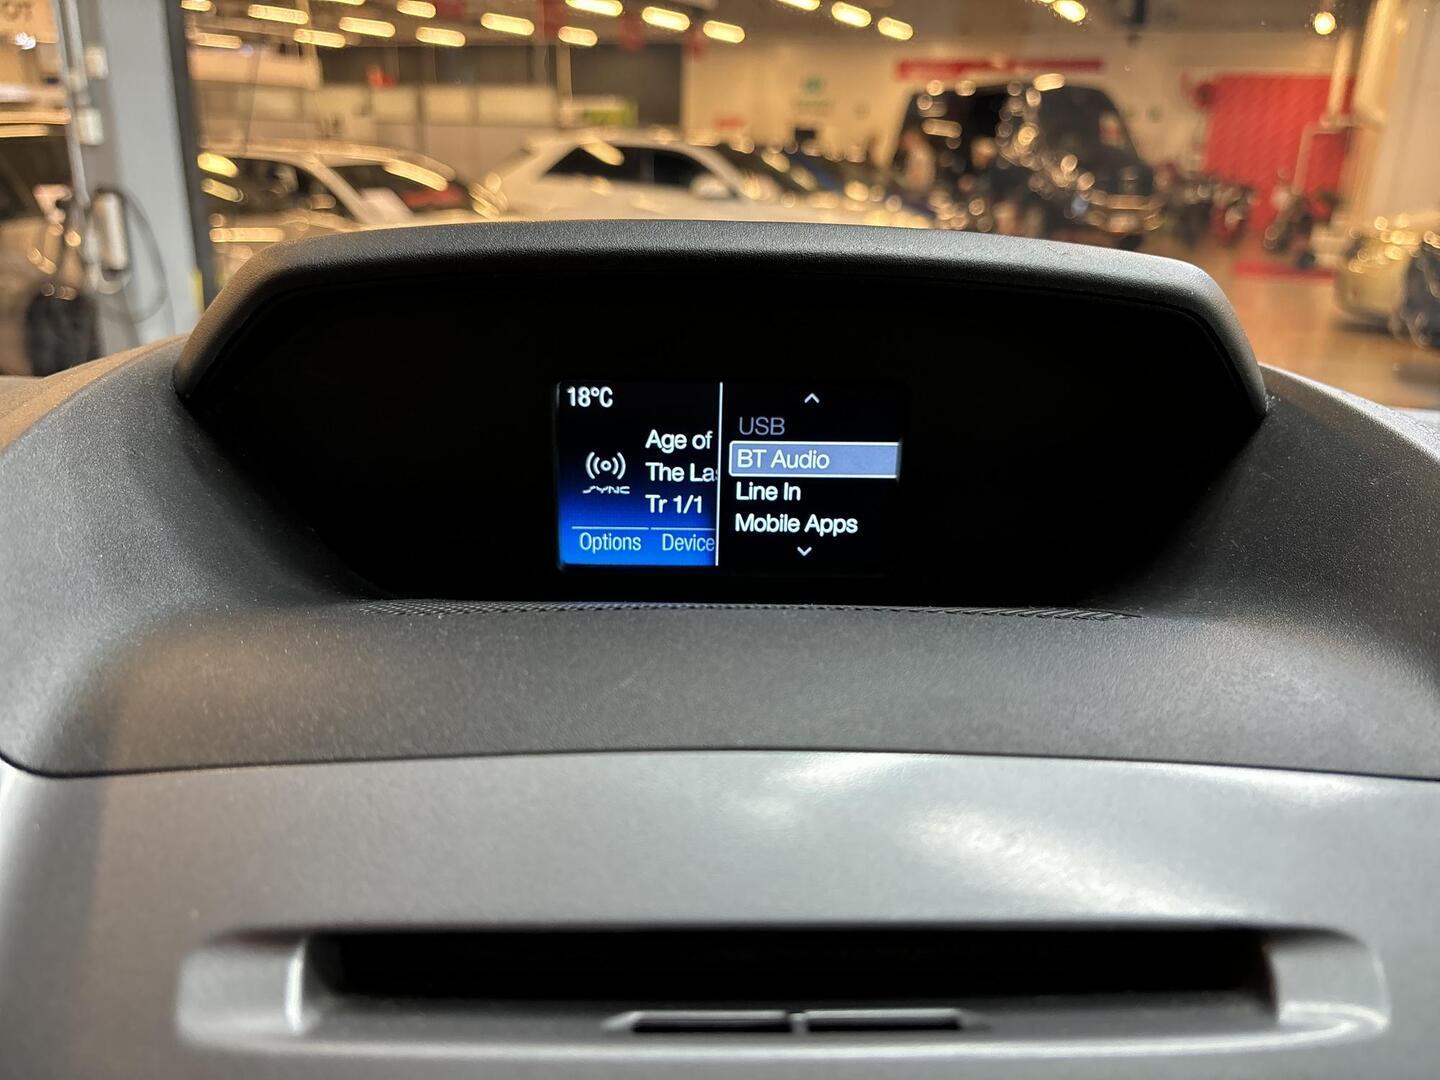 18°C
Age of
The La
Tr 1/1
SYNC
Options Device
USB
BT Audio
Line In
Mobile Apps